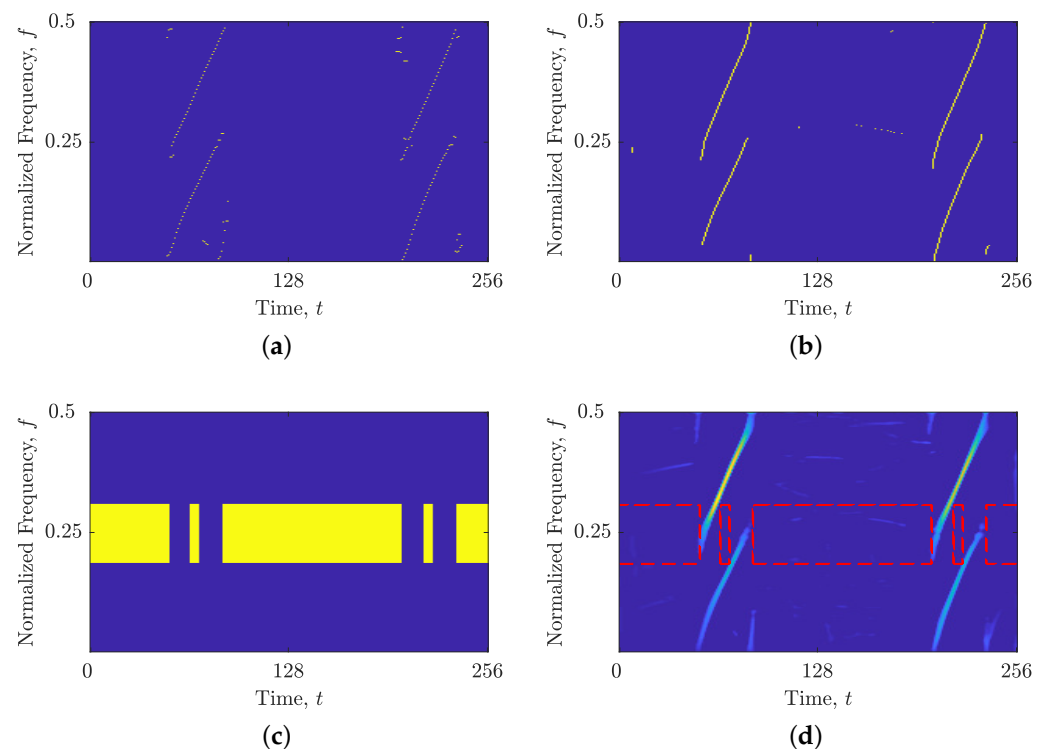 0.5
0.25
Normalized Frequency, f
0
128
256
Time, t
(a)
0.5
0.25
Normalized Frequency, f
0
128
256
Time, t
(b)
0.5
0.25
Normalized Frequency, f
0
128
256
Time, t
(c)
0.5
0.25
Normalized Frequency, f
0
128
256
Time, t
(d)